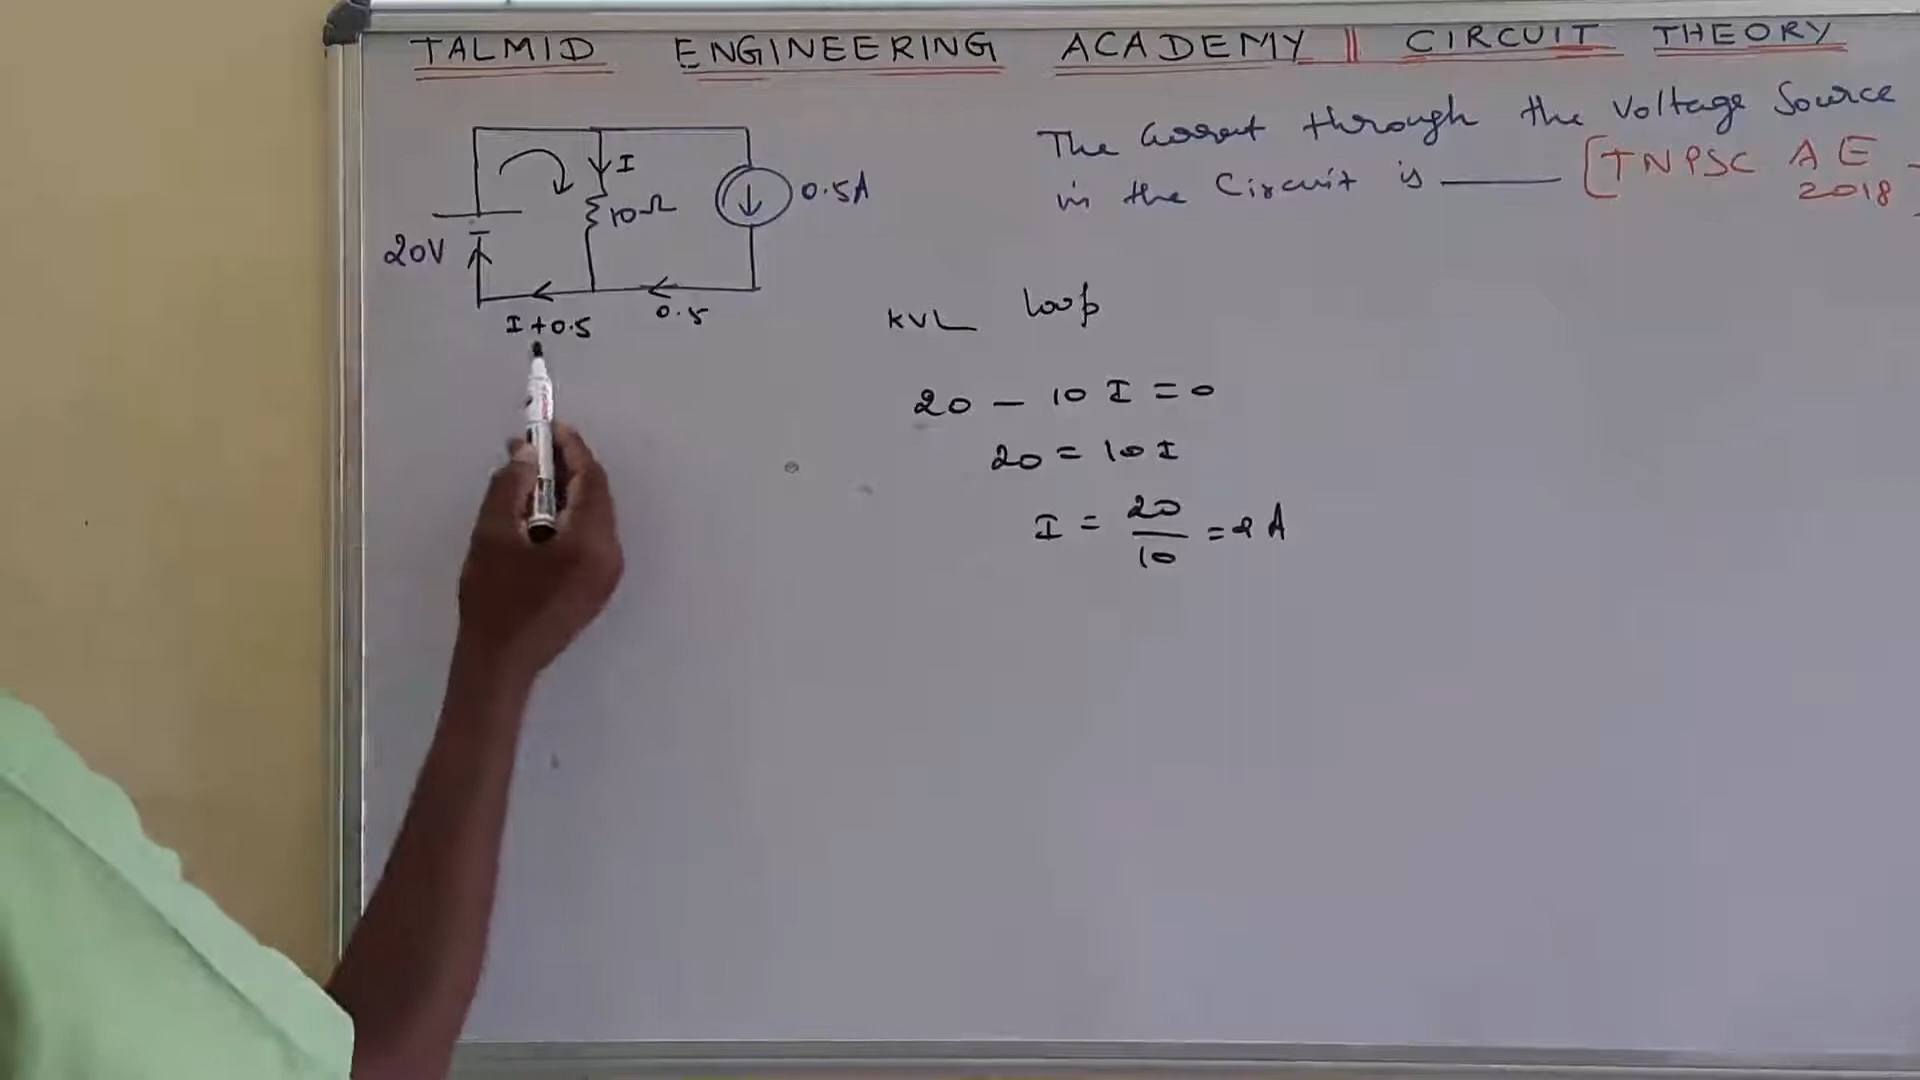 TALMID ENGINEERING ACADEMY || CIRCUIT THEORY
The Current through the Voltage Source
in the Circuit is ____ [TNPSC AE
2018]
I
10Ω
0.5A
20V
I+0.5
0.5
KVL loop
20 - 10 I = 0
20 = 10 I
I = 20/10 = 2 A